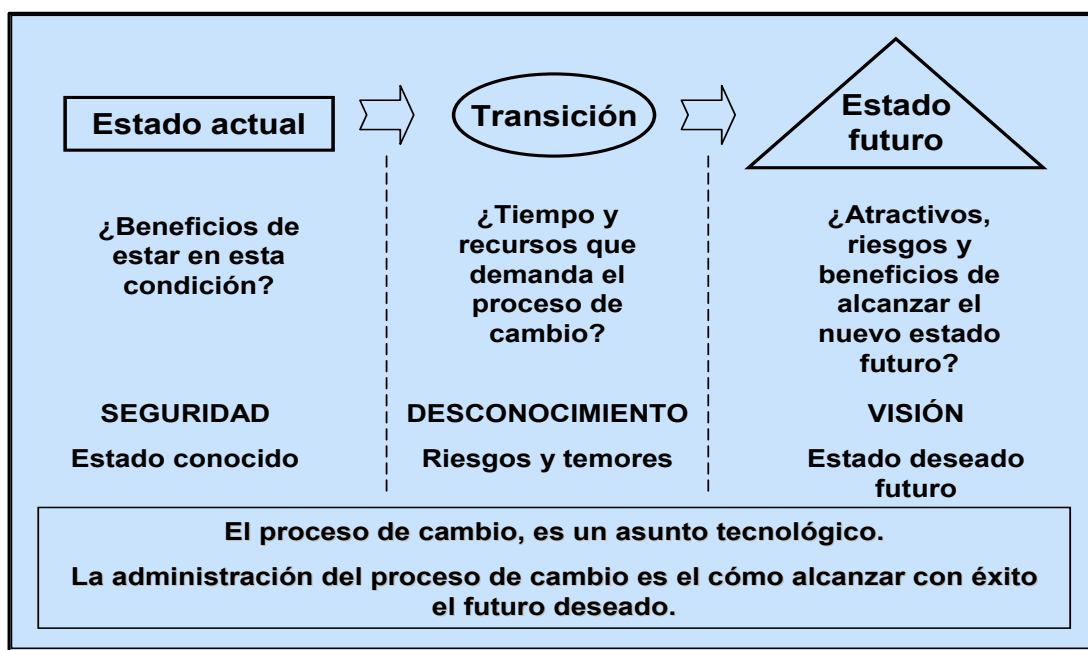 Estado actual
Transición
Estado
futuro
¿Beneficios de
estar en esta
condición?
¿Tiempo y
recursos que
demanda el
proceso de
cambio?
¿Atractivos,
riesgos y
beneficios de
alcanzar el
nuevo estado
futuro?
SEGURIDAD
DESCONOCIMIENTO
VISIÓN
Estado conocido
Riesgos y temores
Estado deseado
futuro
El proceso de cambio, es un asunto tecnológico.
La administración del proceso de cambio es el cómo alcanzar con éxito
el futuro deseado.